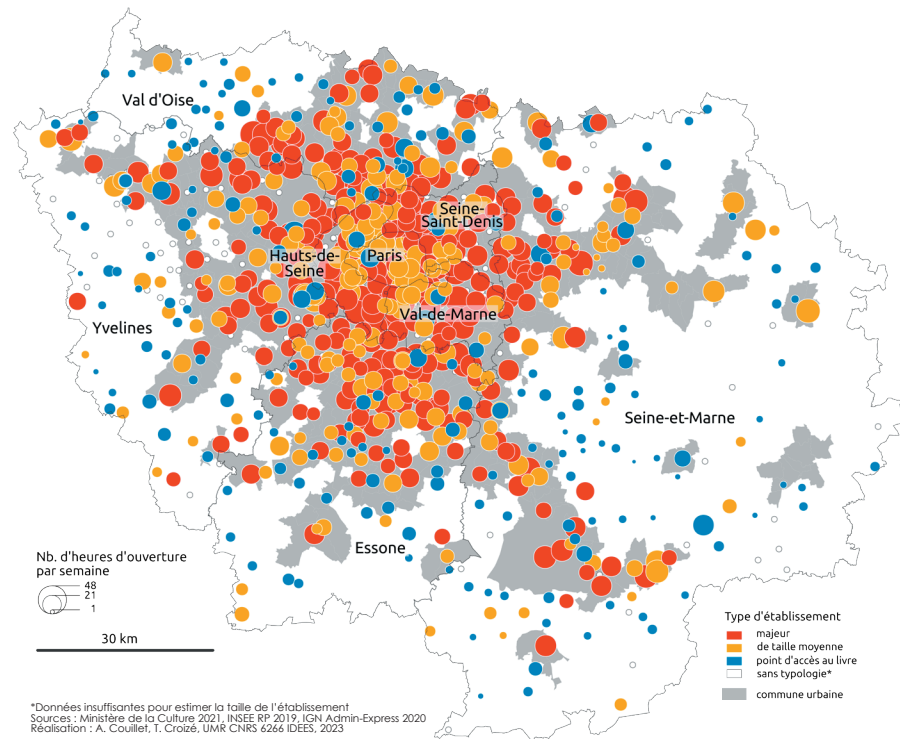 Val d'Oise
Seine-
Saint-Denis
Hauts-de-
Seine
Paris
Val-de-Marne
Yvelines
Seine-et-Marne
Essone
Nb. d'heures d'ouverture
par semaine
48
21
1
30 km
Type d'établissement
majeur
de taille moyenne
point d'accès au livre
sans typologie*
commune urbaine
*Données insuffisantes pour estimer la taille de l'établissement
Sources : Ministère de la Culture 2021, INSEE RP 2019, IGN Admin-Express 2020
Réalisation : A. Couillet, T. Croizé, UMR CNRS 6266 IDEES, 2023